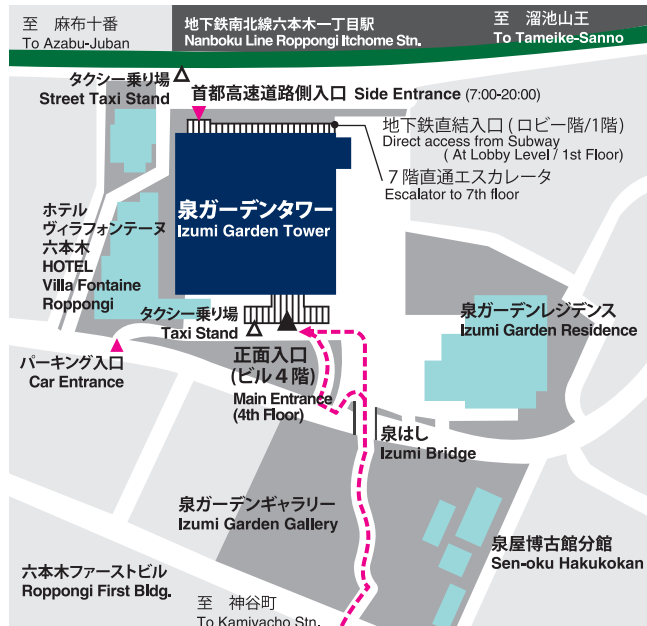 至　麻布十番
To Azabu-Juban
地下鉄南北線六本木一丁目駅
Nanboku Line Roppongi Itchome Stn.
至　溜池山王
To Tameike-Sanno
タクシー乗り場
Street Taxi Stand
首都高速道路側入口 Side Entrance (7:00-20:00)
地下鉄直結入口 ( ロビー階/1階)
Direct access from Subway
( At Lobby Level / 1st Floor)
７階直通エスカレータ
Escalator to 7th floor
泉ガーデンタワー
Izumi Garden Tower
ホテル
ヴィラフォンテーヌ
六本木
HOTEL
Villa Fontaine
Roppongi
タクシー乗り場
Taxi Stand
泉ガーデンレジデンス
Izumi Garden Residence
パーキング入口
Car Entrance
正面入口
(ビル４階)
Main Entrance
(4th Floor)
泉はし
Izumi Bridge
泉ガーデンギャラリー
Izumi Garden Gallery
泉屋博古館分館
Sen-oku Hakukokan
六本木ファーストビル
Roppongi First Bldg.
至　神谷町
To Kamiyacho Stn.